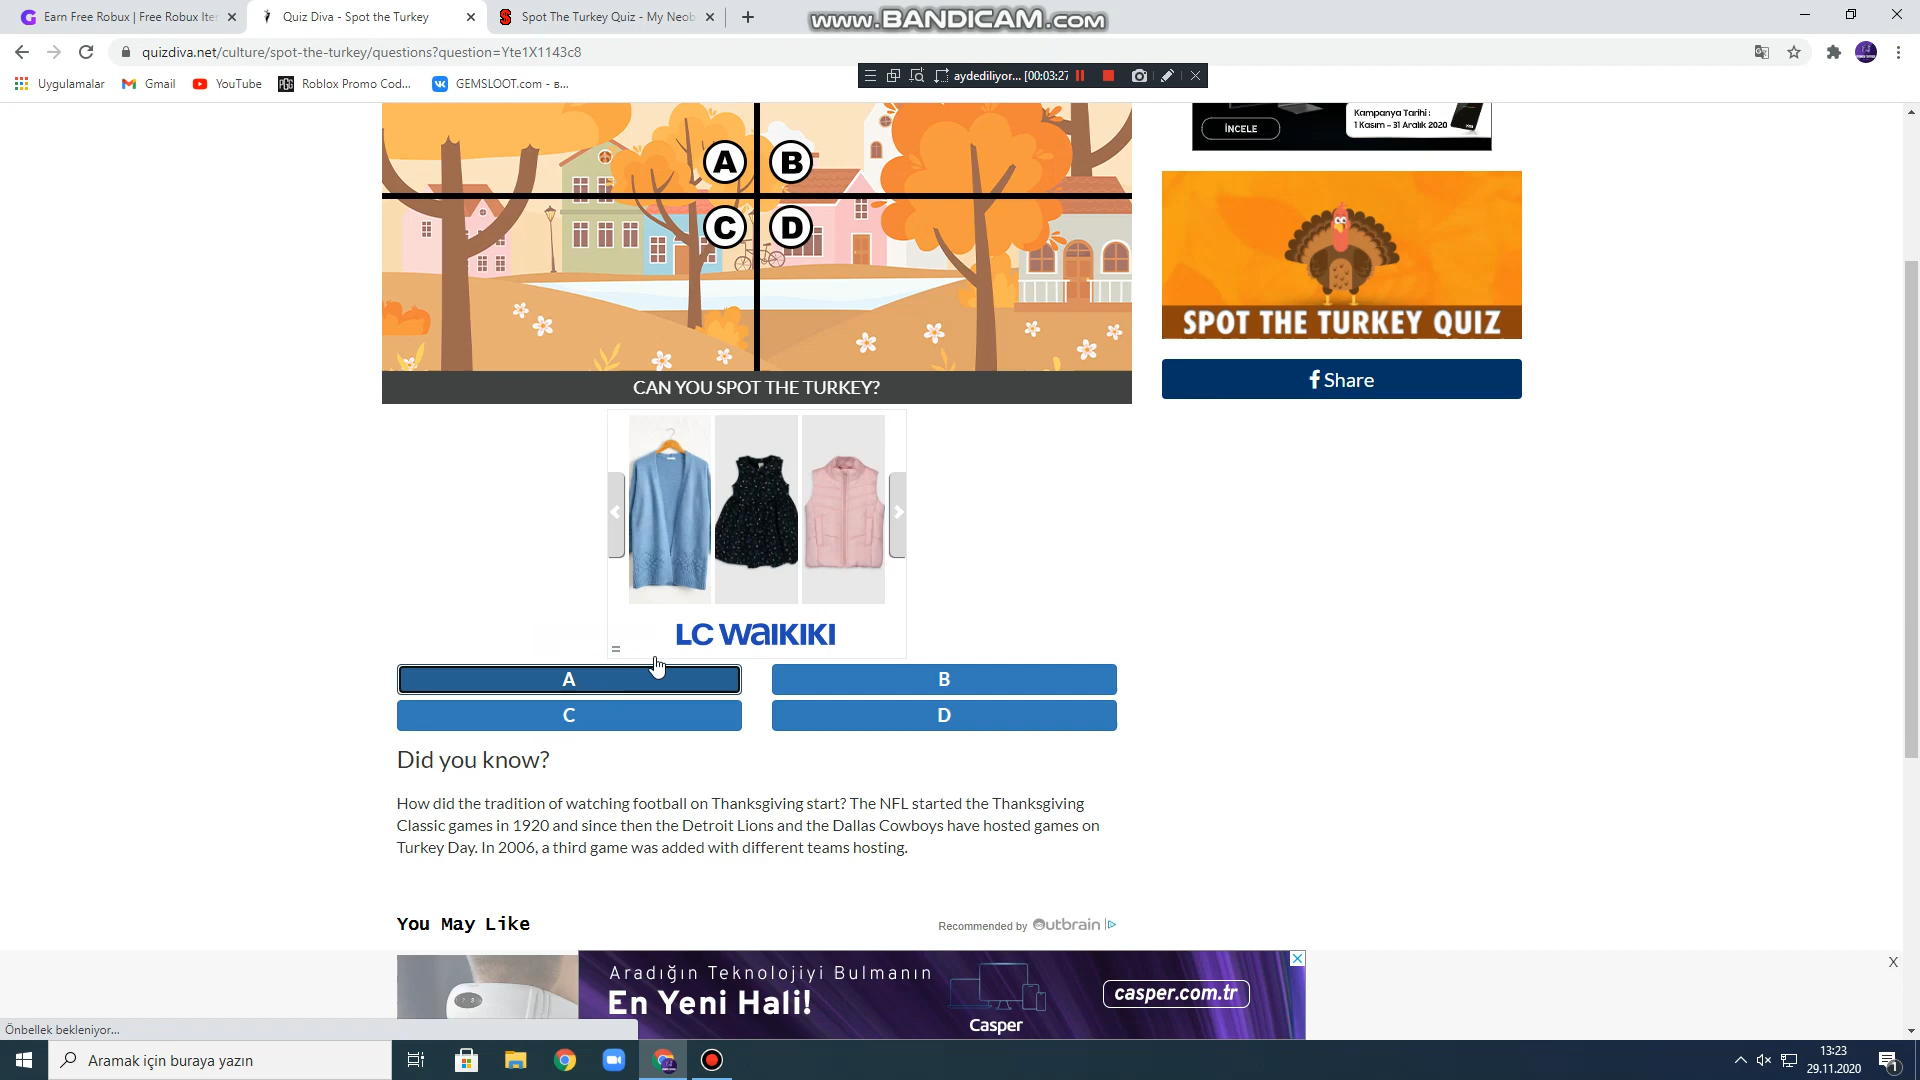 Earn Free Robux | Free Robux Iter
Quiz Diva - Spot the Turkey
Spot The Turkey Quiz - My Neob
www.BANDICAM.com
quizdiva.net/culture/spot-the-turkey/questions?question=Yte1X1143c8
Uygulamalar
Gmail
YouTube
Roblox Promo Cod...
GEMSLOOT.com - в...
aydediliyor... [00:03:27
A
B
C
D
İNCELE
Kampanya Tarihi :
1 Kasım – 31 Aralık 2020
SPOT THE TURKEY QUIZ
CAN YOU SPOT THE TURKEY?
Share
LC WAIKIKI
A
B
C
D
Did you know?
How did the tradition of watching football on Thanksgiving start? The NFL started the Thanksgiving
Classic games in 1920 and since then the Detroit Lions and the Dallas Cowboys have hosted games on
Turkey Day. In 2006, a third game was added with different teams hosting.
You May Like
Recommended by Outbrain
Aradığın Teknolojiyi Bulmanın
En Yeni Hali!
Casper
casper.com.tr
X
Önbellek bekleniyor...
Aramak için buraya yazın
13:23
29.11.2020
1